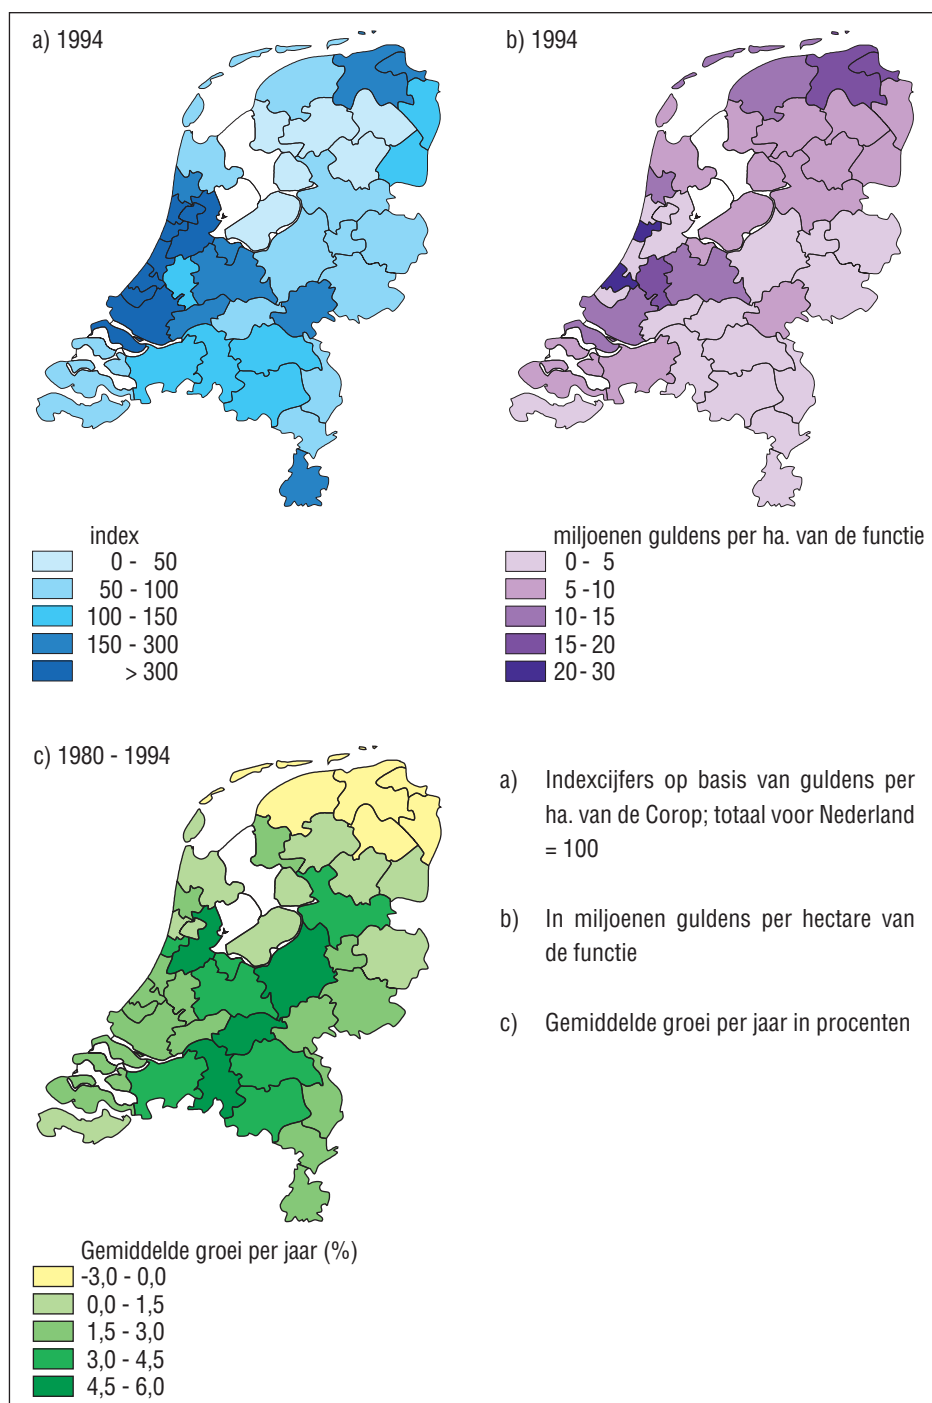 a) 1994
index
0 - 50
50 - 100
100 - 150
150 - 300
> 300
b) 1994
miljoenen guldens per ha. van de functie
0 - 5
5 - 10
10 - 15
15 - 20
20 - 30
c) 1980 - 1994
Gemiddelde groei per jaar (%)
-3,0 - 0,0
0,0 - 1,5
1,5 - 3,0
3,0 - 4,5
4,5 - 6,0
a) Indexcijfers op basis van guldens per
ha. van de Corop; totaal voor Nederland
= 100
b) In miljoenen guldens per hectare van
de functie
c) Gemiddelde groei per jaar in procenten